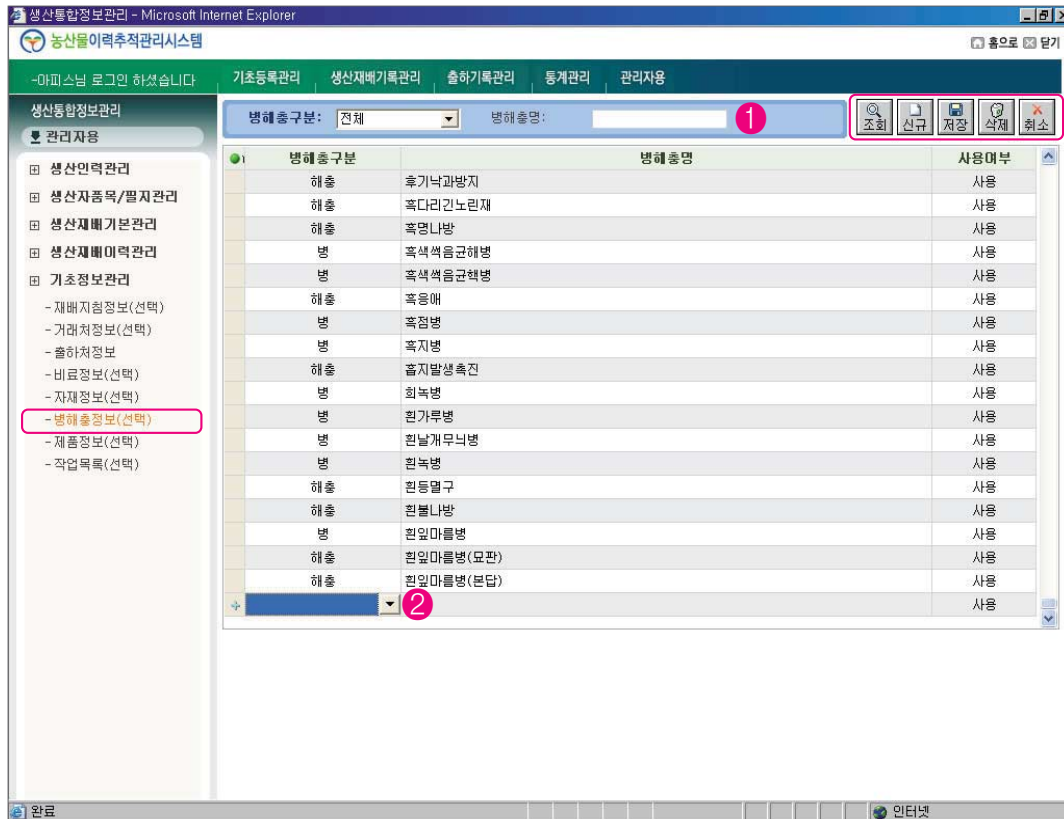 생산통합정보관리 - Microsoft Internet Explorer
농산물이력추적관리시스템
홈으로 닫기
-아피스님 로그인 하셨습니다
기초등록관리 생산재배기록관리 출하기록관리 통계관리 관리자용
생산통합정보관리
관리자용
병해충구분: 전체 병해충명: 1 조회 신규 저장 삭제 취소
생산인력관리
생산자품목/필지관리
생산재배기본관리
생산재배이력관리
기초정보관리
-재배지침정보(선택)
-거래처정보(선택)
-출하처정보
-비료정보(선택)
-자재정보(선택)
-병해충정보(선택)
-제품정보(선택)
-작업목록(선택)
병해충구분 병해충명 사용여부
해충 후기낙과방지 사용
해충 흑다리긴노린재 사용
해충 흑명나방 사용
병 흑색썩음균해병 사용
병 흑색썩음균핵병 사용
해충 흑응애 사용
병 흑점병 사용
병 흑지병 사용
해충 흡지발생촉진 사용
병 희녹병 사용
병 흰가루병 사용
병 흰날개무늬병 사용
병 흰녹병 사용
해충 흰등멸구 사용
해충 흰불나방 사용
병 흰잎마름병 사용
해충 흰잎마름병(묘판) 사용
해충 흰잎마름병(본답) 사용
2 사용
완료 인터넷